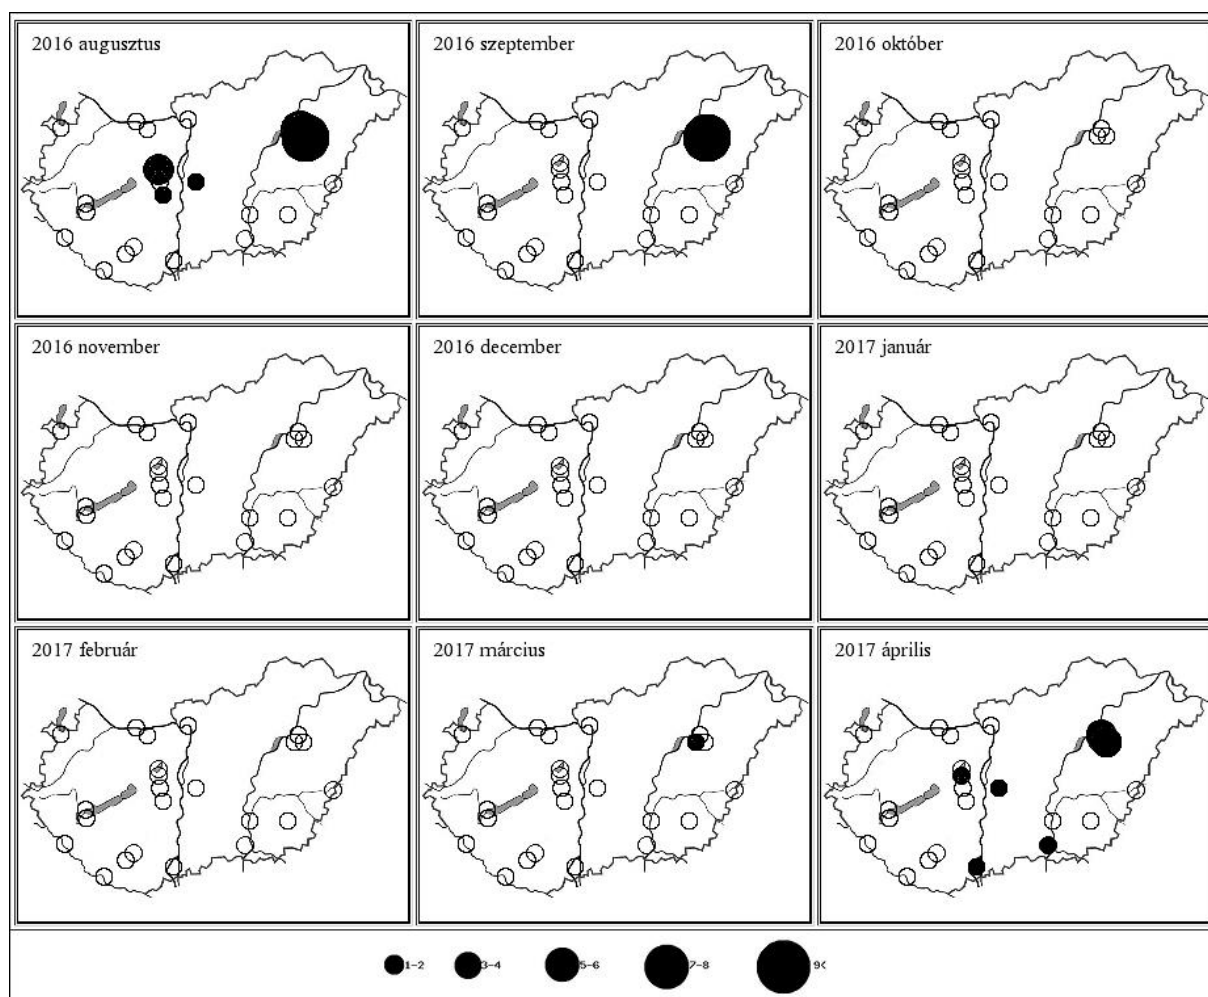 2016 augusztus
2016 szeptember
2016 október
2016 november
2016 december
2017 január
2017 február
2017 március
2017 április
1-2 3-4 5-6 7-8 9<